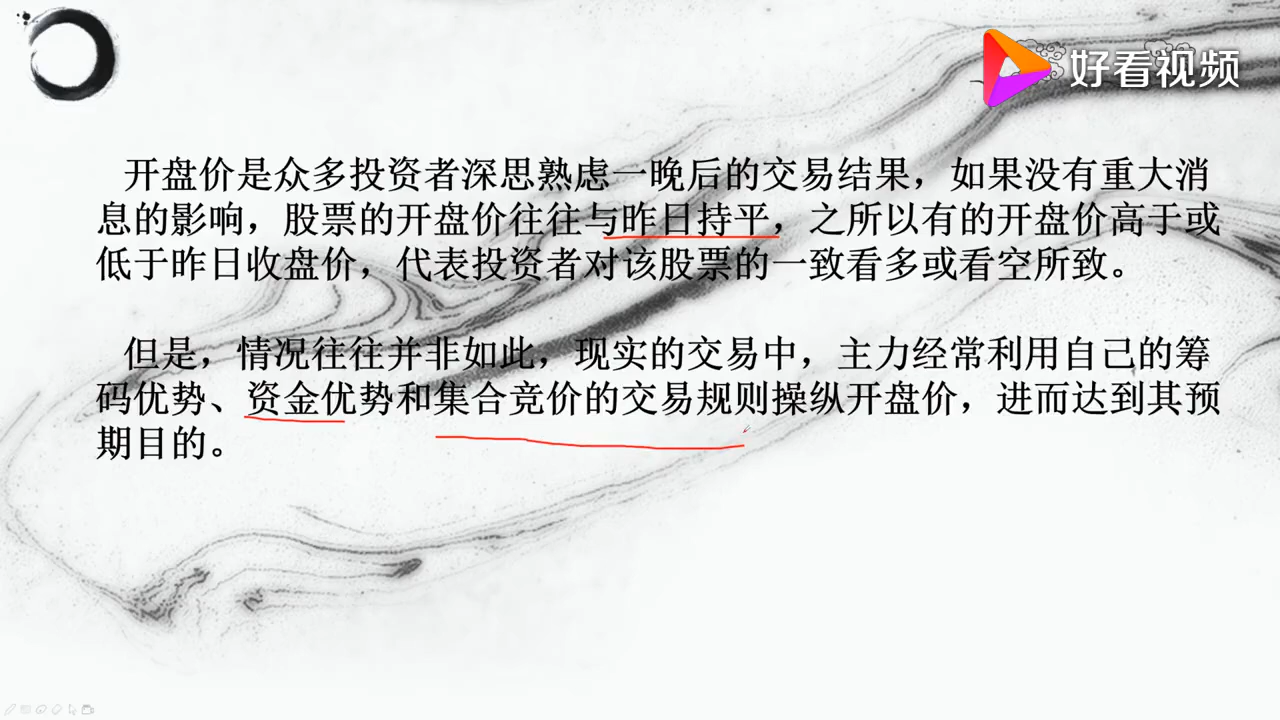 好看视频
开盘价是众多投资者深思熟虑一晚后的交易结果，如果没有重大消
息的影响，股票的开盘价往往与昨日持平，之所以有的开盘价高于或
低于昨日收盘价，代表投资者对该股票的一致看多或看空所致。
但是，情况往往并非如此，现实的交易中，主力经常利用自己的筹
码优势、资金优势和集合竞价的交易规则操纵开盘价，进而达到其预
期目的。